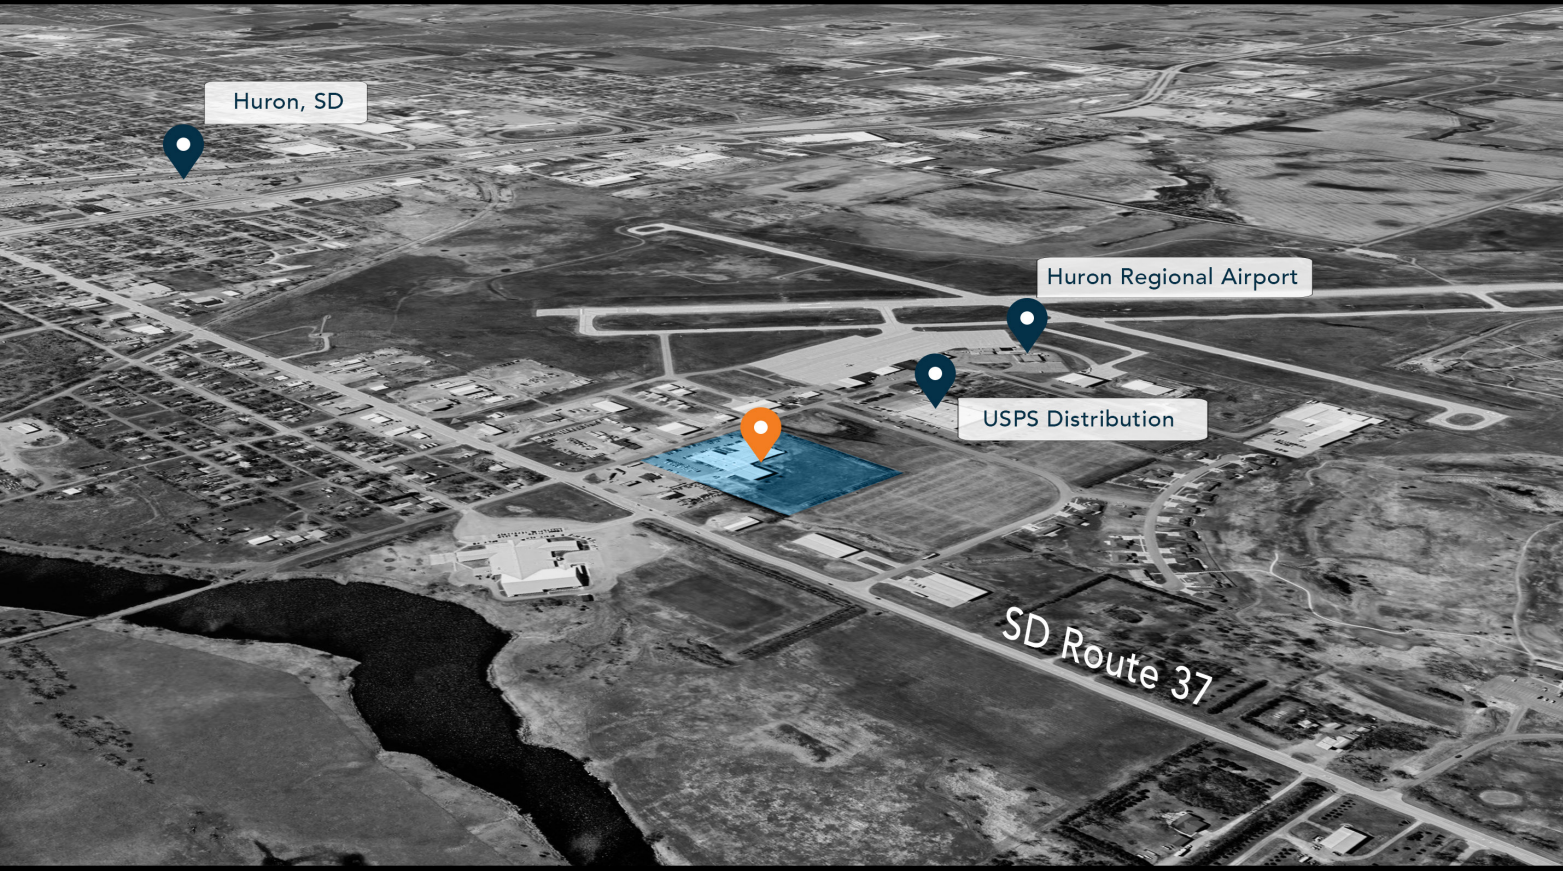 Huron, SD
Huron Regional Airport
USPS Distribution
SD Route 37